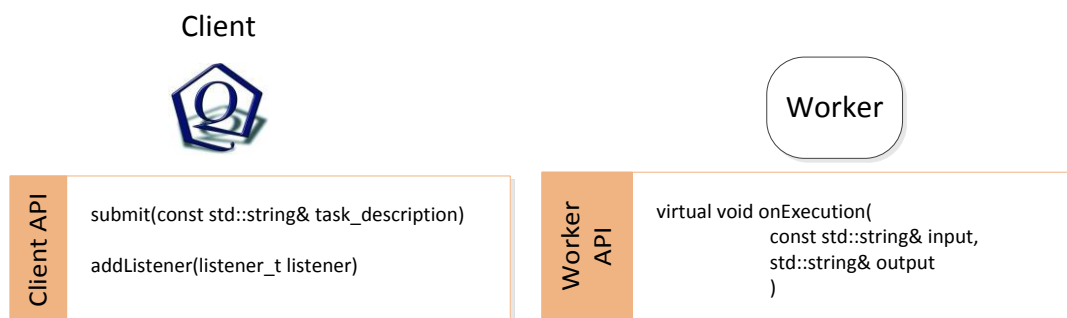 Client
Q
Client API
submit(const std::string& task_description)
addListener(listener_t listener)
Worker
Worker
API
virtual void onExecution(
const std::string& input,
std::string& output
)